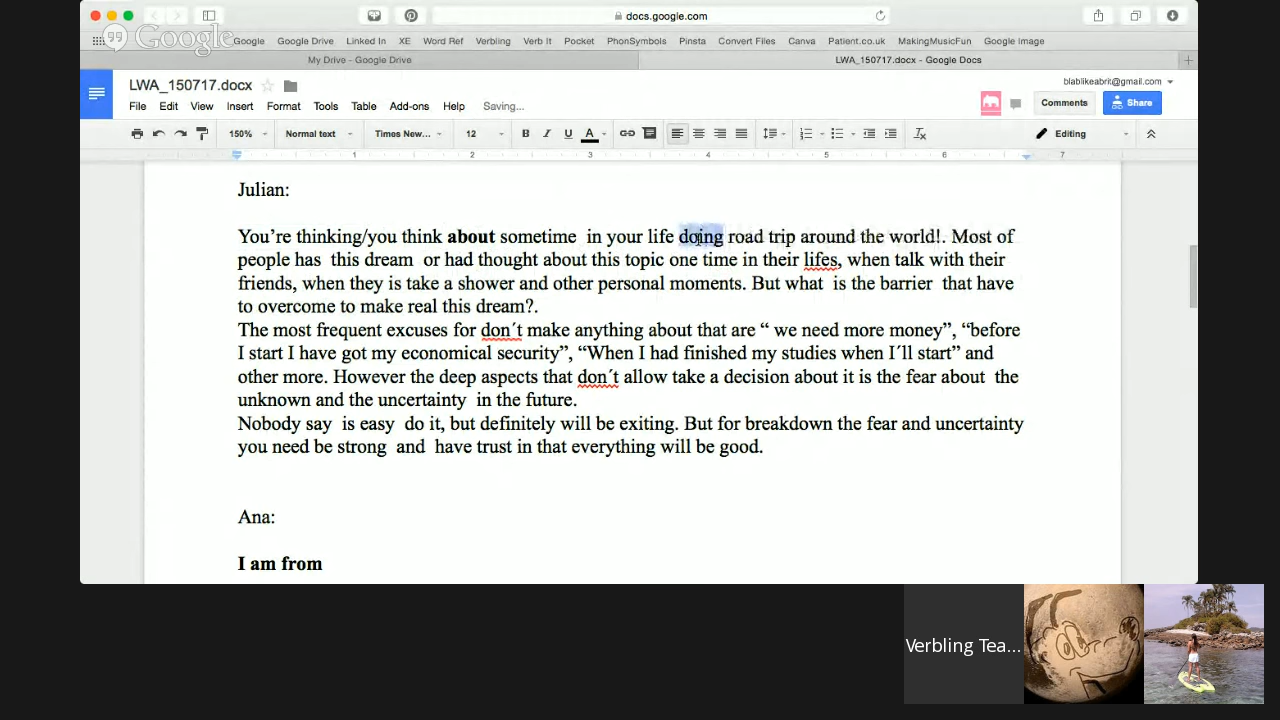 docs.google.com
Google
Google Google Drive Linked In XE Word Ref Verbling Verb It Pocket PhonSymbols Pinsta Convert Files Canva Patient.co.uk MakingMusicFun Google Image
My Drive - Google Drive LWA_150717.docx - Google Docs
LWA_150717.docx blablikeabrit@gmail.com
File Edit View Insert Format Tools Table Add-ons Help Saving... Comments Share
150% Normal text Times New... 12 B I U A Editing
1 2 3 4 5 6 7
Julian:
You’re thinking/you think about sometime in your life doing road trip around the world!. Most of
people has this dream or had thought about this topic one time in their lifes, when talk with their
friends, when they is take a shower and other personal moments. But what is the barrier that have
to overcome to make real this dream?.
The most frequent excuses for don´t make anything about that are “ we need more money”, “before
I start I have got my economical security”, “When I had finished my studies when I´ll start” and
other more. However the deep aspects that don´t allow take a decision about it is the fear about the
unknown and the uncertainty in the future.
Nobody say is easy do it, but definitely will be exiting. But for breakdown the fear and uncertainty
you need be strong and have trust in that everything will be good.
Ana:
I am from
Verbling Tea...